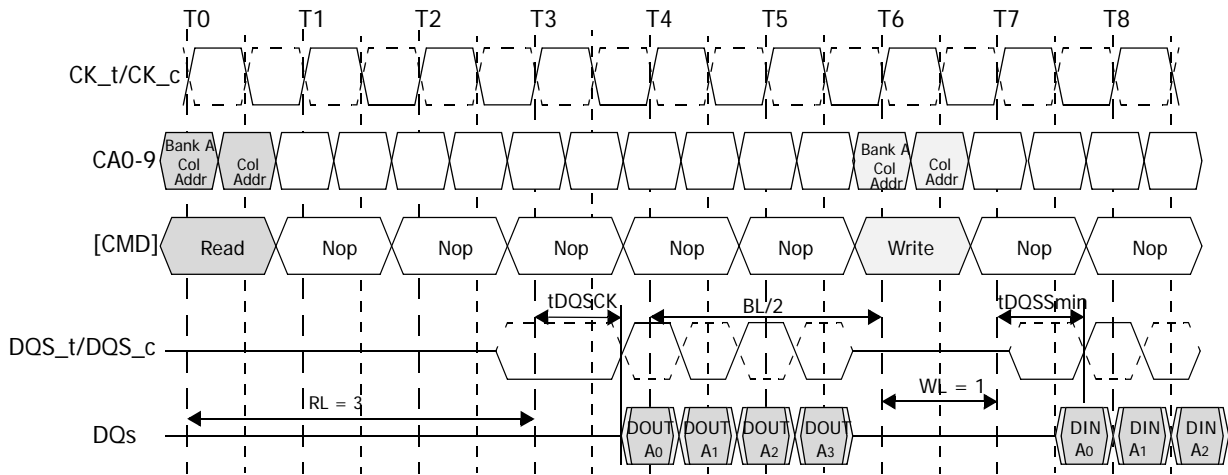 T0 T1 T2 T3 T4 T5 T6 T7 T8
CK_t/CK_c
CA0-9
Bank A
Col
Addr
Col
Addr
Bank A
Col
Addr
Col
Addr
[CMD]
Read Nop Nop Nop Nop Nop Write Nop Nop
tDQSCK BL/2 tDQSSmin
DQS_t/DQS_c
RL = 3 WL = 1
DQs
DOUT
A0
DOUT
A1
DOUT
A2
DOUT
A3
DIN
A0
DIN
A1
DIN
A2